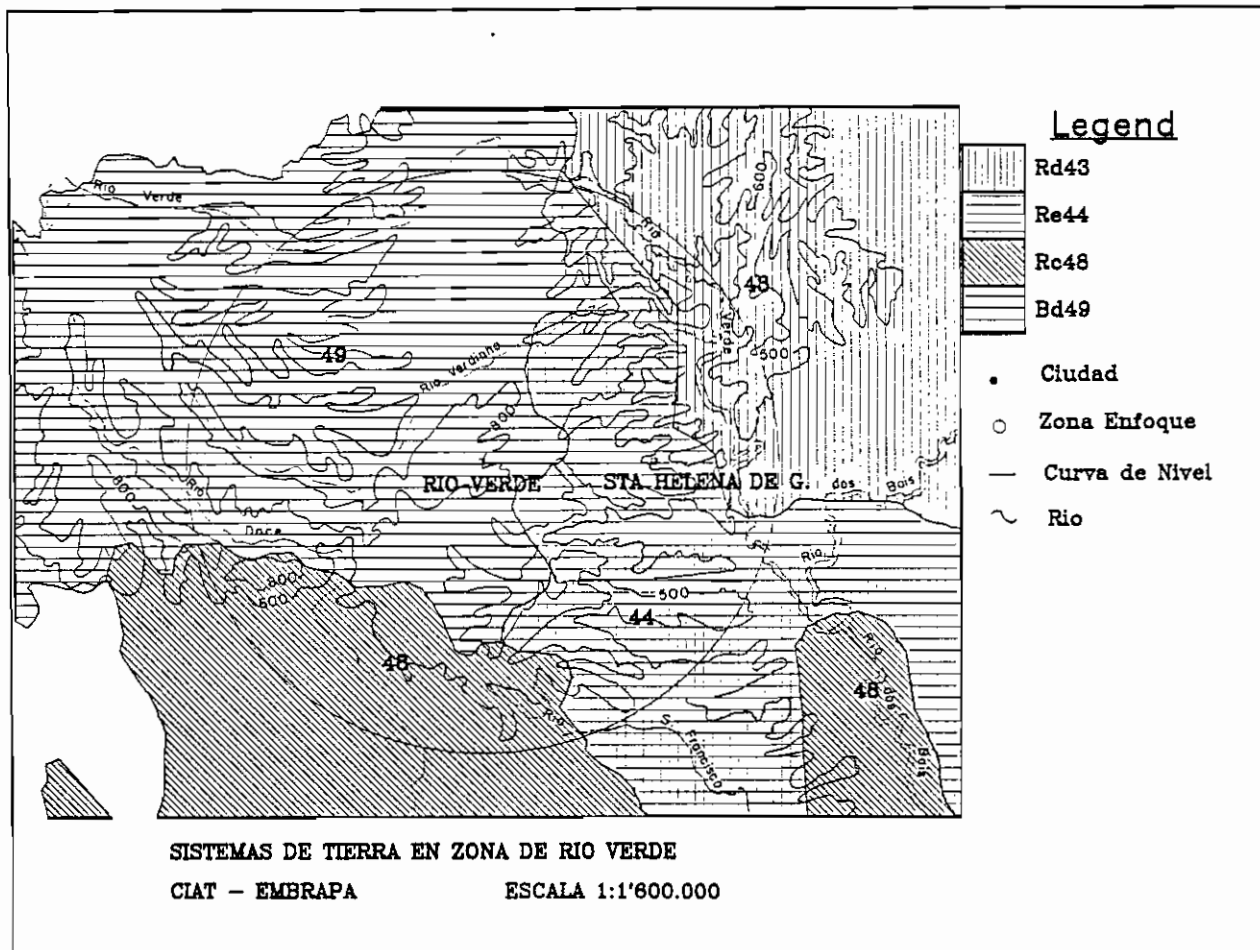 Legend
Rd43
Re44
Rc48
Bd49
Ciudad
Zona Enfoque
Curva de Nivel
Rio
Rio
Verde
600
Rio
43
Verde
500
49
Rio Verdinho
800
RIO VERDE
STA HELENA DE G.
dos
Bois
800
Rio
Doce
Rio
800
600
500
44
48
Rio
S. Francisco
Rio
48
dos
Bois
SISTEMAS DE TIERRA EN ZONA DE RIO VERDE
CIAT - EMBRAPA
ESCALA 1:1'600.000